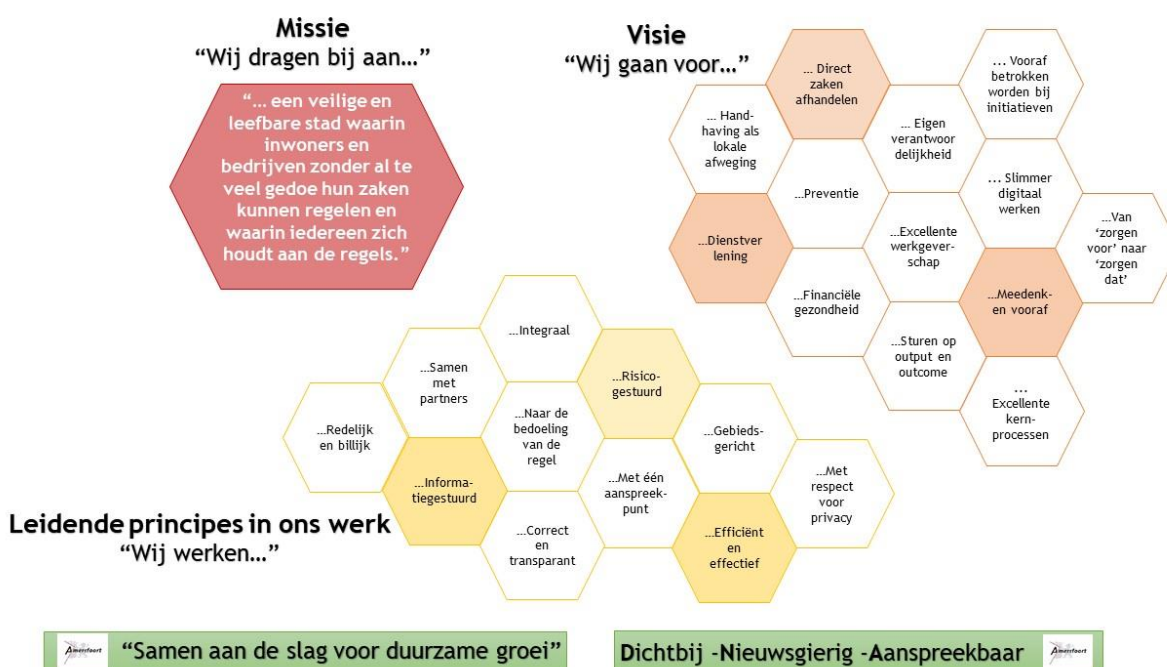 Missie
“Wij dragen bij aan…”
“… een veilige en
leefbare stad waarin
inwoners en
bedrijven zonder al te
veel gedoe hun zaken
kunnen regelen en
waarin iedereen zich
houdt aan de regels.”
Visie
“Wij gaan voor…”
… Hand-
having als
lokale
afweging
… Direct
zaken
afhandelen
… Eigen
verantwoor
delijkheid
… Vooraf
betrokken
worden bij
initiatieven
…Dienstver
lening
…Preventie
…Excellente
werkgever-
schap
… Slimmer
digitaal
werken
…Van
‘zorgen
voor’ naar
‘zorgen
dat’
…Financiële
gezondheid
…Sturen op
output en
outcome
…Meedenk-
en vooraf
…
Excellente
kern-
processen
…Redelijk
en billijk
…Samen
met
partners
…Integraal
…Risico-
gestuurd
…Informa-
tiegestuurd
…Naar de
bedoeling
van de
regel
…Met één
aanspreek-
punt
…Gebieds-
gericht
…Met
respect
voor
privacy
…Correct
en
transparant
…Efficiënt
en
effectief
Leidende principes in ons werk
“Wij werken…”
Amersfoort
“Samen aan de slag voor duurzame groei”
Dichtbij -Nieuwsgierig -Aanspreekbaar
Amersfoort